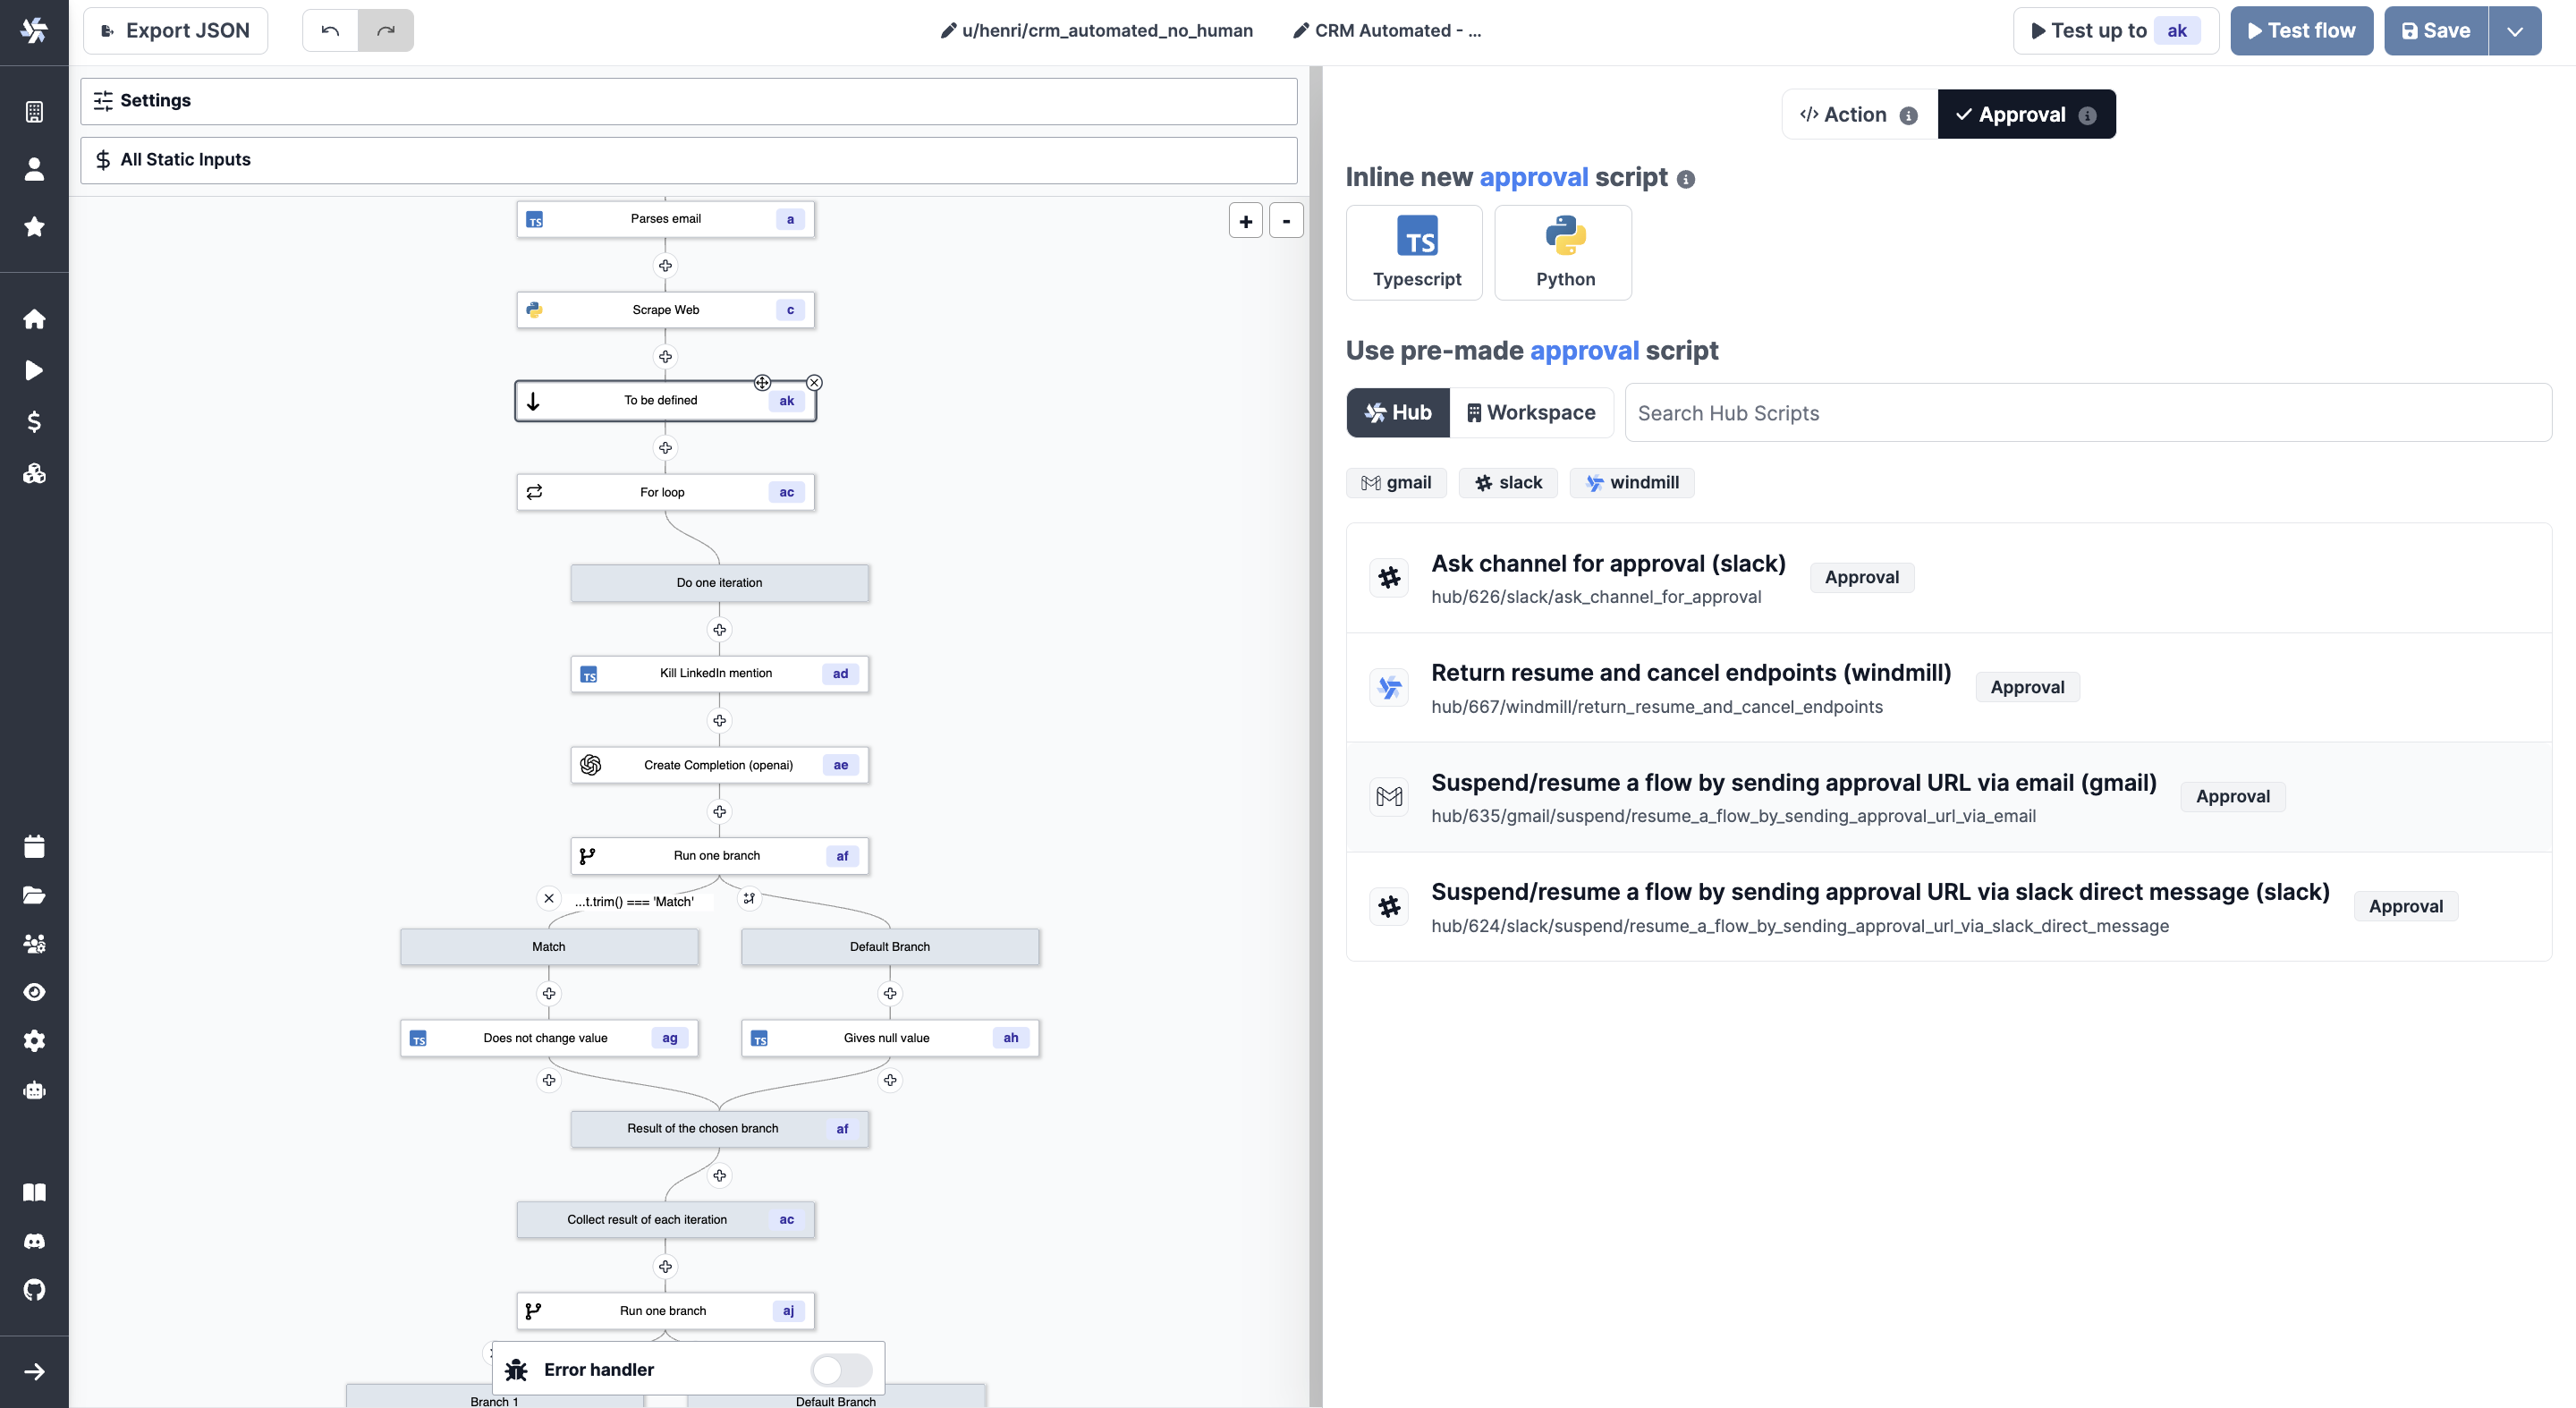 Export JSON
u/henri/crm_automated_no_human
CRM Automated - ...
Test up to ak
Test flow
Save
Settings
All Static Inputs
+
-
TS Parses email a
Scrape Web c
To be defined ak
For loop ac
Do one iteration
TS Kill LinkedIn mention ad
Create Completion (openai) ae
Run one branch af
...t.trim() === 'Match'
Match
Default Branch
TS Does not change value ag
TS Gives null value ah
Result of the chosen branch af
Collect result of each iteration ac
Run one branch aj
Error handler
Branch 1
Default Branch
Action
Approval
Inline new approval script
TS
Typescript
Python
Use pre-made approval script
Hub
Workspace
Search Hub Scripts
gmail
slack
windmill
Ask channel for approval (slack)
Approval
hub/626/slack/ask_channel_for_approval
Return resume and cancel endpoints (windmill)
Approval
hub/667/windmill/return_resume_and_cancel_endpoints
Suspend/resume a flow by sending approval URL via email (gmail)
Approval
hub/635/gmail/suspend/resume_a_flow_by_sending_approval_url_via_email
Suspend/resume a flow by sending approval URL via slack direct message (slack)
Approval
hub/624/slack/suspend/resume_a_flow_by_sending_approval_url_via_slack_direct_message